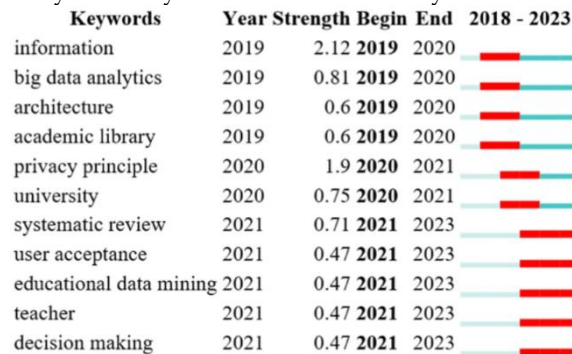 Keywords Year Strength Begin End 2018 - 2023
information 2019 2.12 2019 2020
big data analytics 2019 0.81 2019 2020
architecture 2019 0.6 2019 2020
academic library 2019 0.6 2019 2020
privacy principle 2020 1.9 2020 2021
university 2020 0.75 2020 2021
systematic review 2021 0.71 2021 2023
user acceptance 2021 0.47 2021 2023
educational data mining 2021 0.47 2021 2023
teacher 2021 0.47 2021 2023
decision making 2021 0.47 2021 2023